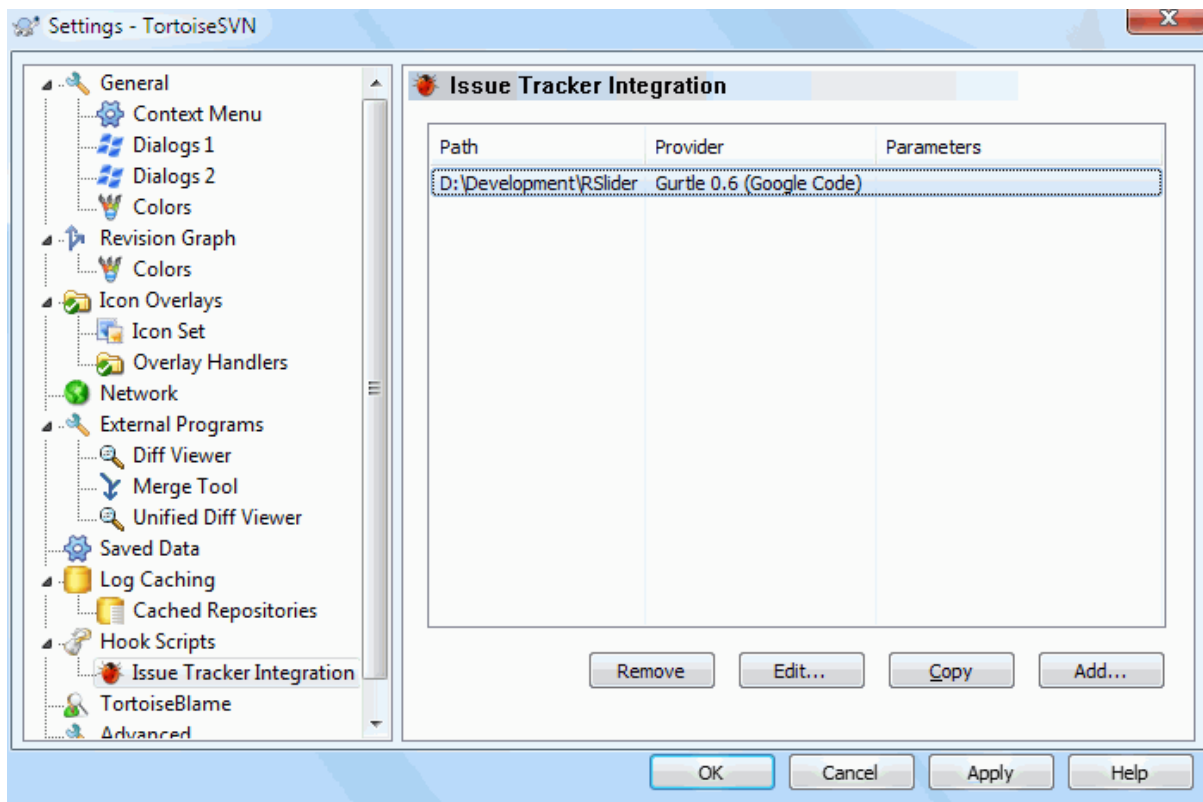 Settings - TortoiseSVN
General
Context Menu
Dialogs 1
Dialogs 2
Colors
Revision Graph
Colors
Icon Overlays
Icon Set
Overlay Handlers
Network
External Programs
Diff Viewer
Merge Tool
Unified Diff Viewer
Saved Data
Log Caching
Cached Repositories
Hook Scripts
Issue Tracker Integration
TortoiseBlame
Advanced
Issue Tracker Integration
Path Provider Parameters
D:\Development\RSlider Gurtle 0.6 (Google Code)
Remove Edit... Copy Add...
OK Cancel Apply Help